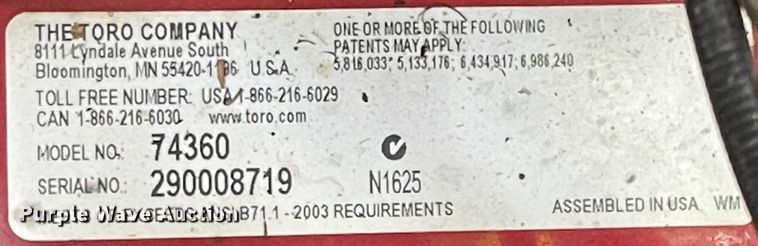 THE TORO COMPANY
8111 Lyndale Avenue South
Bloomington, MN 55420-1196 U.S.A.
TOLL FREE NUMBER: USA 1-866-216-6029
CAN 1-866-216-6030 www.toro.com
MODEL NO.: 74360
SERIAL NO.: 290008719
ONE OR MORE OF THE FOLLOWING
PATENTS MAY APPLY:
5,816,033; 5,133,176; 6,434,917; 6,986,240
N1625
B71.1 - 2003 REQUIREMENTS
ASSEMBLED IN USA WM
Purple Wave Auction